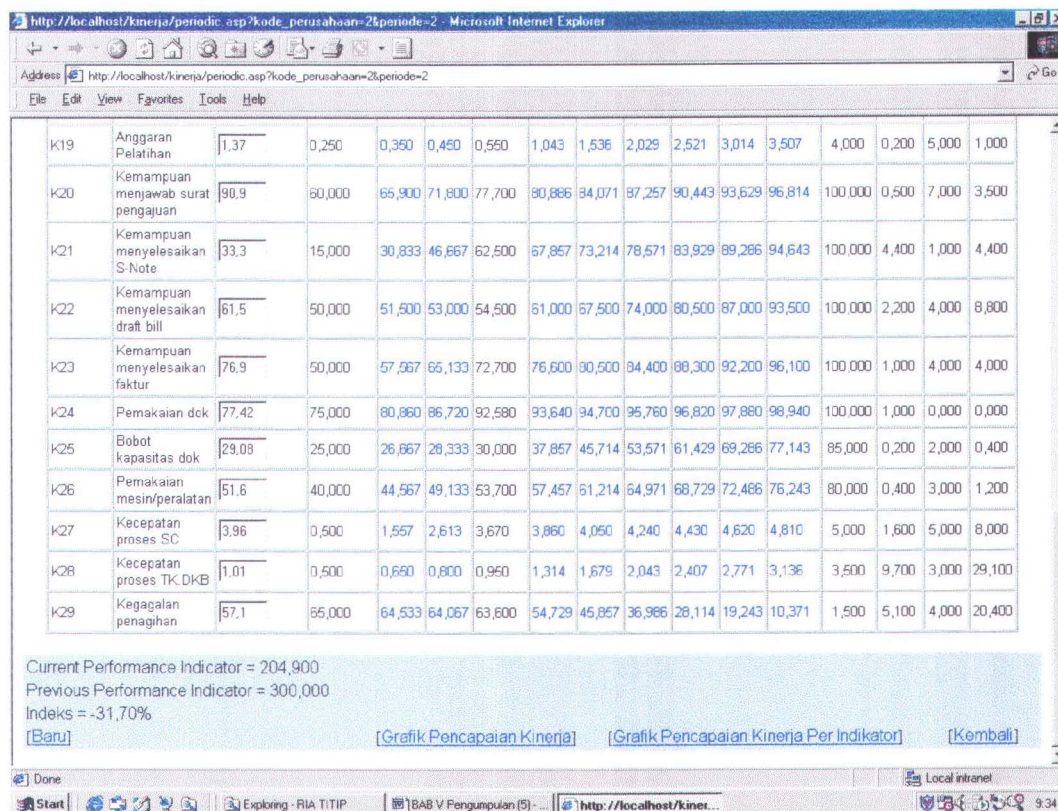 http://localhost/kinerja/periodic.asp?kode_perusahaan=2&periode=2 - Microsoft Internet Explorer
Address http://localhost/kinerja/periodic.asp?kode_perusahaan=2&periode=2 Go
File Edit View Favorites Tools Help
K19 Anggaran Pelatihan 1,37 0,250 0,350 0,450 0,550 1,043 1,536 2,029 2,521 3,014 3,507 4,000 0,200 5,000 1,000
K20 Kemampuan menjawab surat pengajuan 90,9 60,000 65,900 71,800 77,700 80,886 84,071 87,257 90,443 93,629 96,814 100,000 0,500 7,000 3,500
K21 Kemampuan menyelesaikan S-Note 33,3 15,000 30,833 46,667 62,500 67,857 73,214 78,571 83,929 89,286 94,643 100,000 4,400 1,000 4,400
K22 Kemampuan menyelesaikan draft bill 61,5 50,000 51,500 53,000 54,500 61,000 67,500 74,000 80,500 87,000 93,500 100,000 2,200 4,000 8,800
K23 Kemampuan menyelesaikan faktur 76,9 50,000 57,567 65,133 72,700 76,600 80,500 84,400 88,300 92,200 96,100 100,000 1,000 4,000 4,000
K24 Pemakaian dok 77,42 75,000 80,860 86,720 92,580 93,640 94,700 95,760 96,820 97,880 98,940 100,000 1,000 0,000 0,000
K25 Bobot kapasitas dok 29,08 25,000 26,667 28,333 30,000 37,857 45,714 53,571 61,429 69,286 77,143 85,000 0,200 2,000 0,400
K26 Pemakaian mesin/peralatan 51,6 40,000 44,567 49,133 53,700 57,457 61,214 64,971 68,729 72,486 76,243 80,000 0,400 3,000 1,200
K27 Kecepatan proses SC 3,96 0,500 1,557 2,613 3,670 3,860 4,050 4,240 4,430 4,620 4,810 5,000 1,600 5,000 8,000
K28 Kecepatan proses TK.DKB 1,01 0,500 0,650 0,800 0,950 1,314 1,679 2,043 2,407 2,771 3,136 3,500 9,700 3,000 29,100
K29 Kegagalan penagihan 57,1 65,000 64,533 64,067 63,600 54,729 45,857 36,986 28,114 19,243 10,371 1,500 5,100 4,000 20,400
Current Performance Indicator = 204,900
Previous Performance Indicator = 300,000
Indeks = -31,70%
[Baru] [Grafik Pencapaian Kinerja] [Grafik Pencapaian Kinerja Per Indikator] [Kembali]
Done Local intranet
Start Exploring - RIA TITIP BAB V Pengumpulan (5) - ... http://localhost/kiner... 9:34